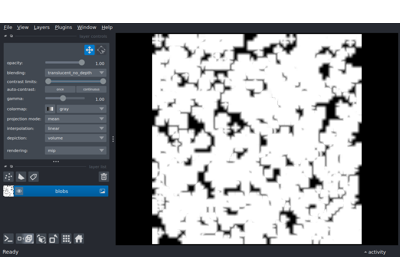 File View Layers Plugins Window Help
opacity: 1.00
blending: translucent_no_depth
contrast limits:
auto-contrast: once continuous
gamma: 1.00
colormap: gray
projection mode: mean
interpolation: linear
depiction: volume
rendering: mip
blobs
Ready
activity